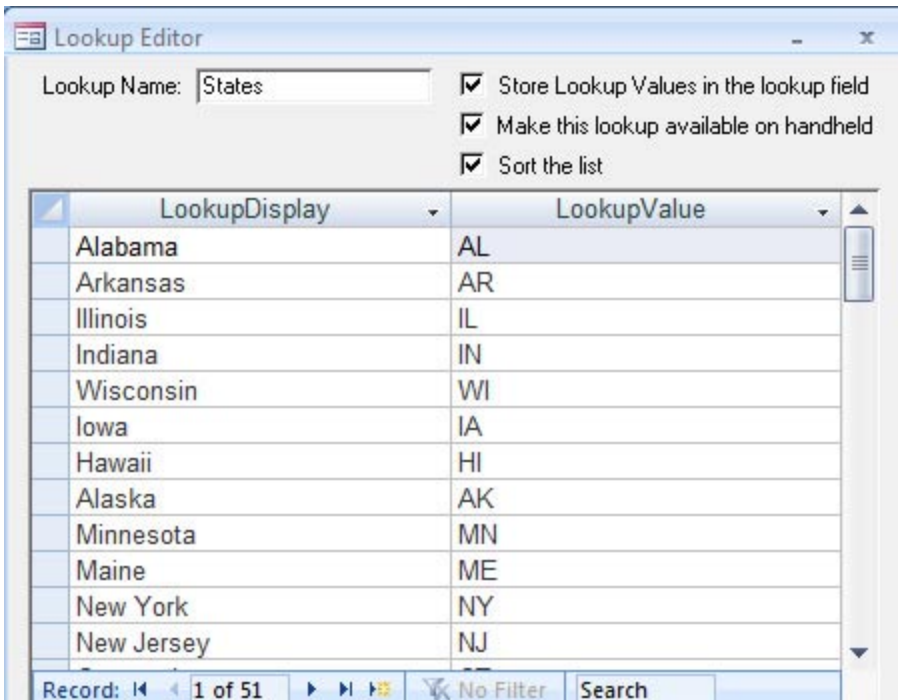 Lookup Editor
Lookup Name: States
Store Lookup Values in the lookup field
Make this lookup available on handheld
Sort the list
LookupDisplay LookupValue
Alabama AL
Arkansas AR
Illinois IL
Indiana IN
Wisconsin WI
Iowa IA
Hawaii HI
Alaska AK
Minnesota MN
Maine ME
New York NY
New Jersey NJ
Record: 1 of 51 No Filter Search